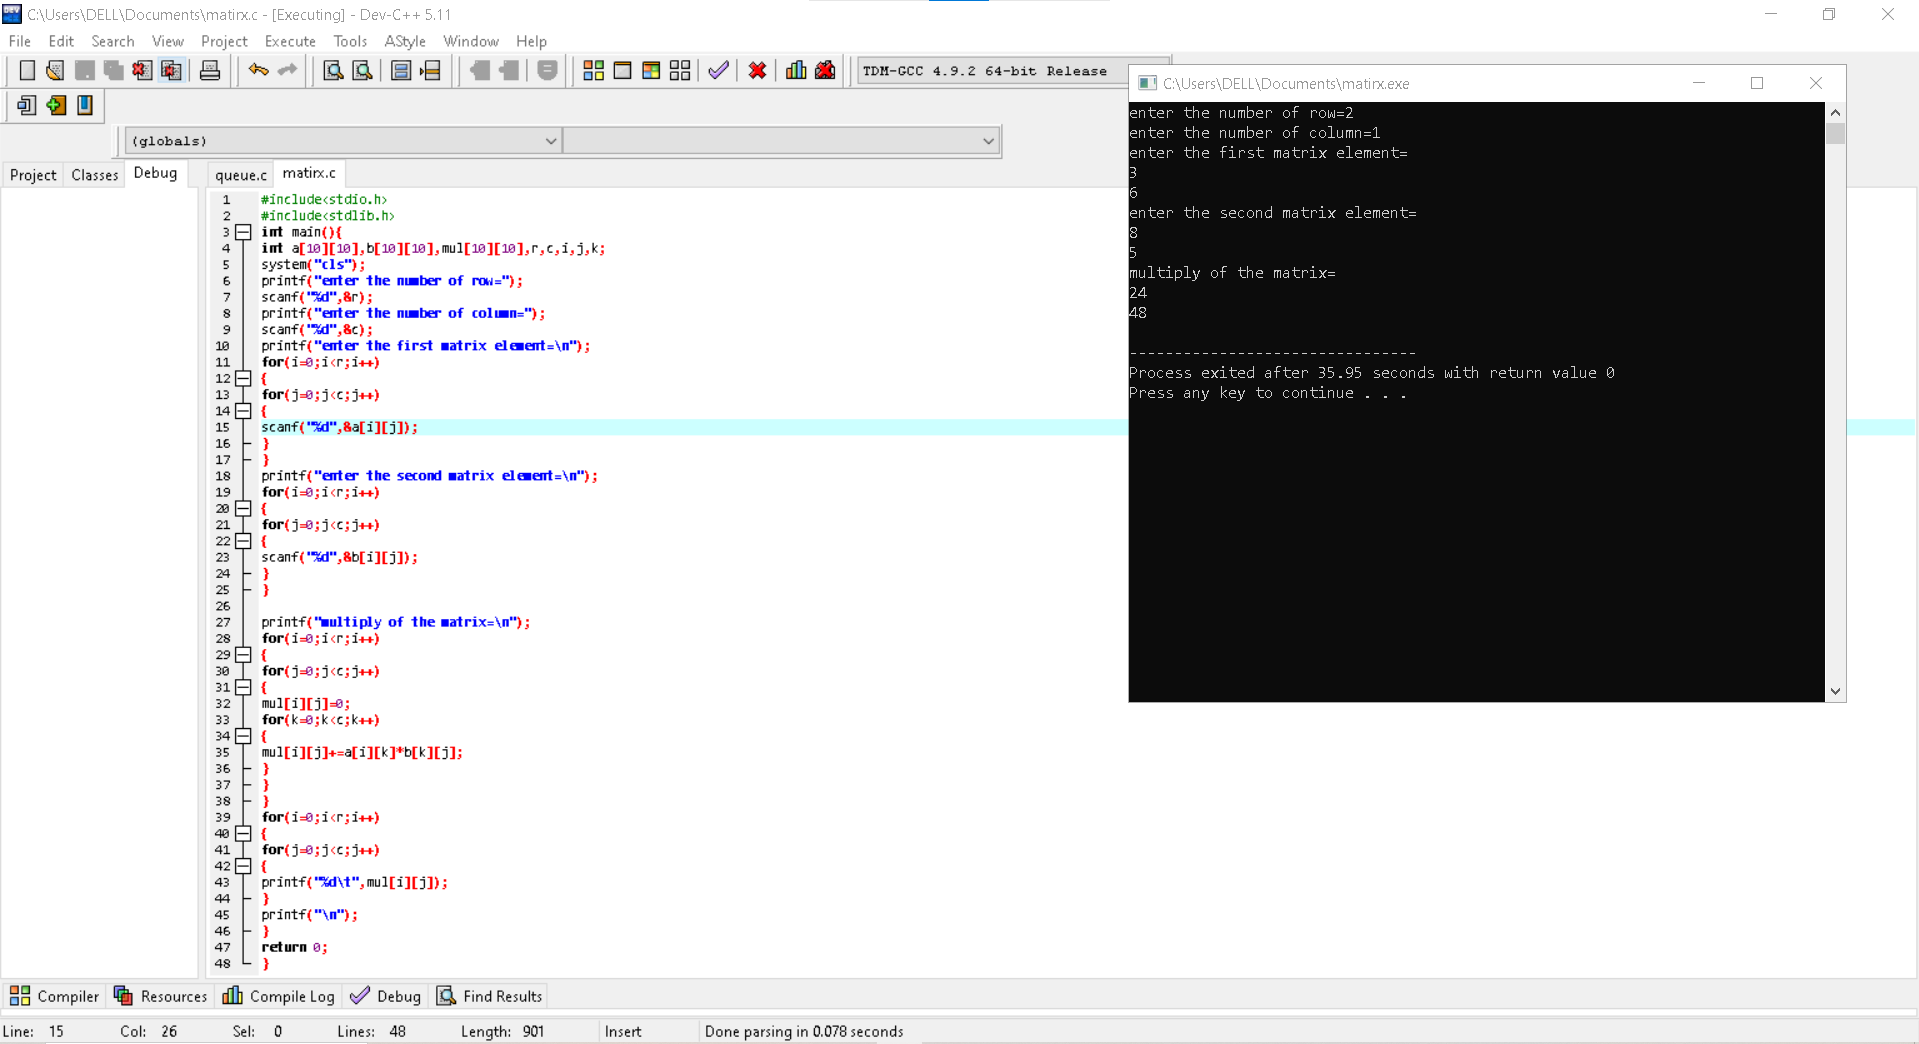 C:\Users\DELL\Documents\matirx.c - [Executing] - Dev-C++ 5.11
File Edit Search View Project Execute Tools AStyle Window Help
TDM-GCC 4.9.2 64-bit Release
(globals)
Project Classes Debug
queue.c matirx.c
1 #include<stdio.h>
2 #include<stdlib.h>
3 int main(){
4 int a[10][10],b[10][10],mul[10][10],r,c,i,j,k;
5 system("cls");
6 printf("enter the number of row=");
7 scanf("%d",&r);
8 printf("enter the number of column=");
9 scanf("%d",&c);
10 printf("enter the first matrix element=\n");
11 for(i=0;i<r;i++)
12 {
13 for(j=0;j<c;j++)
14 {
15 scanf("%d",&a[i][j]);
16 }
17 }
18 printf("enter the second matrix element=\n");
19 for(i=0;i<r;i++)
20 {
21 for(j=0;j<c;j++)
22 {
23 scanf("%d",&b[i][j]);
24 }
25 }
26
27 printf("multiply of the matrix=\n");
28 for(i=0;i<r;i++)
29 {
30 for(j=0;j<c;j++)
31 {
32 mul[i][j]=0;
33 for(k=0;k<c;k++)
34 {
35 mul[i][j]+=a[i][k]*b[k][j];
36 }
37 }
38 }
39 for(i=0;i<r;i++)
40 {
41 for(j=0;j<c;j++)
42 {
43 printf("%d\t",mul[i][j]);
44 }
45 printf("\n");
46 }
47 return 0;
48 }
C:\Users\DELL\Documents\matirx.exe
enter the number of row=2
enter the number of column=1
enter the first matrix element=
3
6
enter the second matrix element=
8
5
multiply of the matrix=
24
48
--------------------------------
Process exited after 35.95 seconds with return value 0
Press any key to continue . . .
Compiler Resources Compile Log Debug Find Results
Line: 15 Col: 26 Sel: 0 Lines: 48 Length: 901 Insert Done parsing in 0.078 seconds